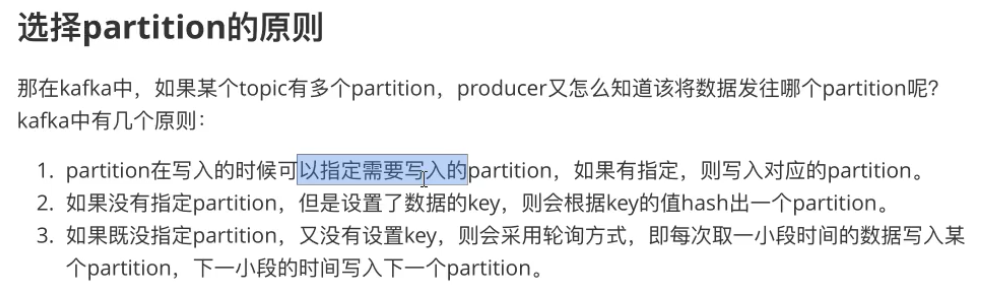 选择partition的原则
那在kafka中，如果某个topic有多个partition，producer又怎么知道该将数据发往哪个partition呢？
kafka中有几个原则：
1. partition在写入的时候可以指定需要写入的partition，如果有指定，则写入对应的partition。
2. 如果没有指定partition，但是设置了数据的key，则会根据key的值hash出一个partition。
3. 如果既没指定partition，又没有设置key，则会采用轮询方式，即每次取一小段时间的数据写入某
个partition，下一小段的时间写入下一个partition。